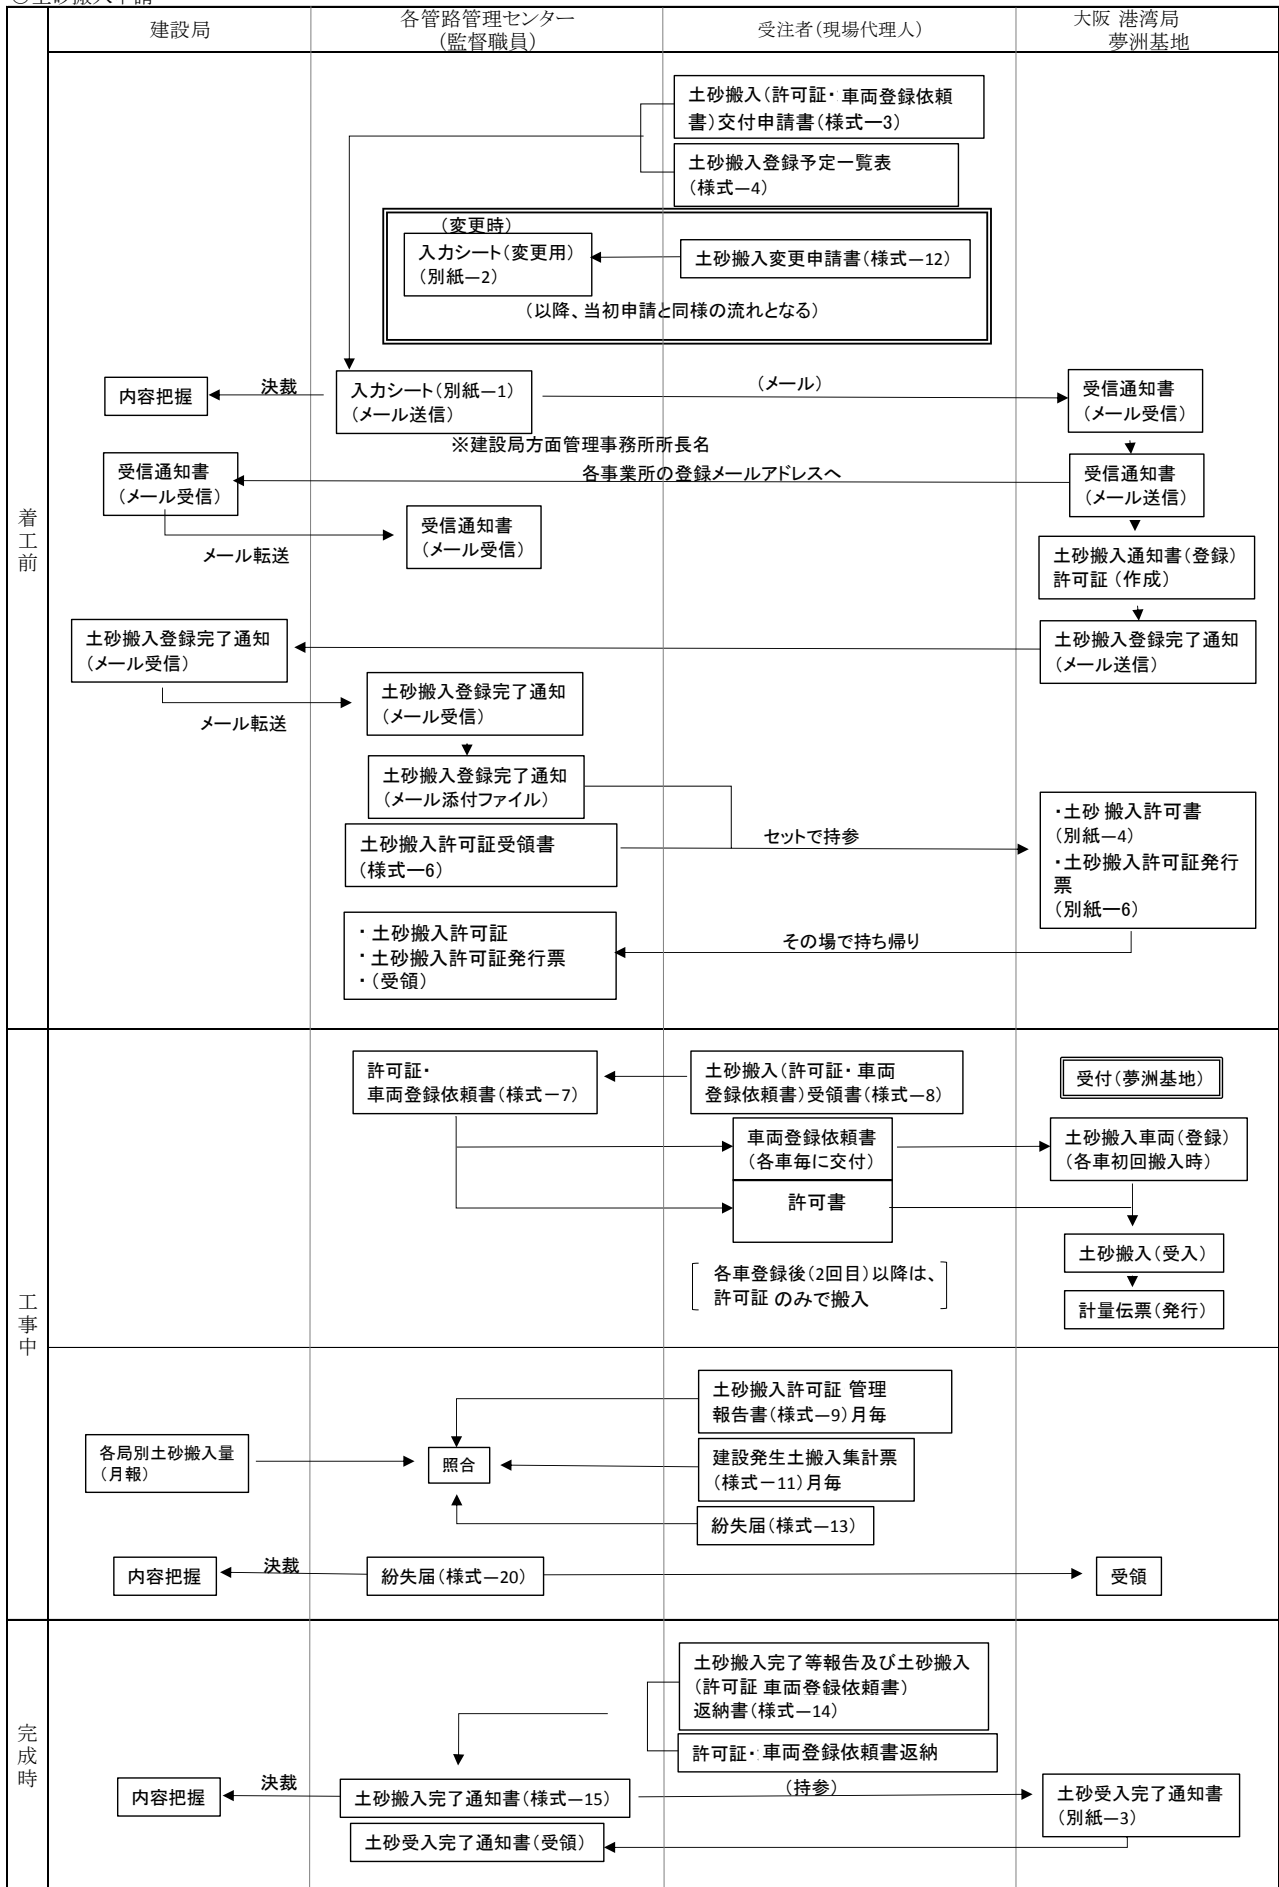 建設局
各管路管理センター
(監督職員)
受注者(現場代理人)
大阪 港湾局
夢洲基地
着工前
土砂搬入(許可証・車両登録依頼
書)交付申請書(様式—3)
土砂搬入登録予定一覧表
(様式—4)
(変更時)
入力シート(変更用)
(別紙—2)
土砂搬入変更申請書(様式—12)
(以降、当初申請と同様の流れとなる)
内容把握
決裁
入力シート(別紙—1)
(メール送信)
(メール)
受信通知書
(メール受信)
※建設局方面管理事務所所長名
受信通知書
(メール受信)
各事業所の登録メールアドレスへ
受信通知書
(メール送信)
メール転送
受信通知書
(メール受信)
土砂搬入通知書(登録)
許可証(作成)
土砂搬入登録完了通知
(メール受信)
土砂搬入登録完了通知
(メール送信)
メール転送
土砂搬入登録完了通知
(メール受信)
土砂搬入登録完了通知
(メール添付ファイル)
土砂搬入許可証受領書
(様式—6)
セットで持参
・土砂 搬入許可書
(別紙—4)
・土砂搬入許可証発行
票
(別紙—6)
・土砂搬入許可証
・土砂搬入許可証発行票
・(受領)
その場で持ち帰り
工事中
許可証・
車両登録依頼書(様式—7)
土砂搬入(許可証・車両
登録依頼書)受領書(様式—8)
受付(夢洲基地)
車両登録依頼書
(各車毎に交付)
土砂搬入車両(登録)
(各車初回搬入時)
許可書
土砂搬入(受入)
各車登録後(2回目)以降は、
許可証 のみで搬入
計量伝票(発行)
土砂搬入許可証 管理
報告書(様式—9)月毎
各局別土砂搬入量
(月報)
照合
建設発生土搬入集計票
(様式—11)月毎
紛失届(様式—13)
内容把握
決裁
紛失届(様式—20)
受領
完成時
土砂搬入完了等報告及び土砂搬入
(許可証 車両登録依頼書)
返納書(様式—14)
許可証・車両登録依頼書返納
内容把握
決裁
土砂搬入完了通知書(様式—15)
(持参)
土砂受入完了通知書
(別紙—3)
土砂受入完了通知書(受領)